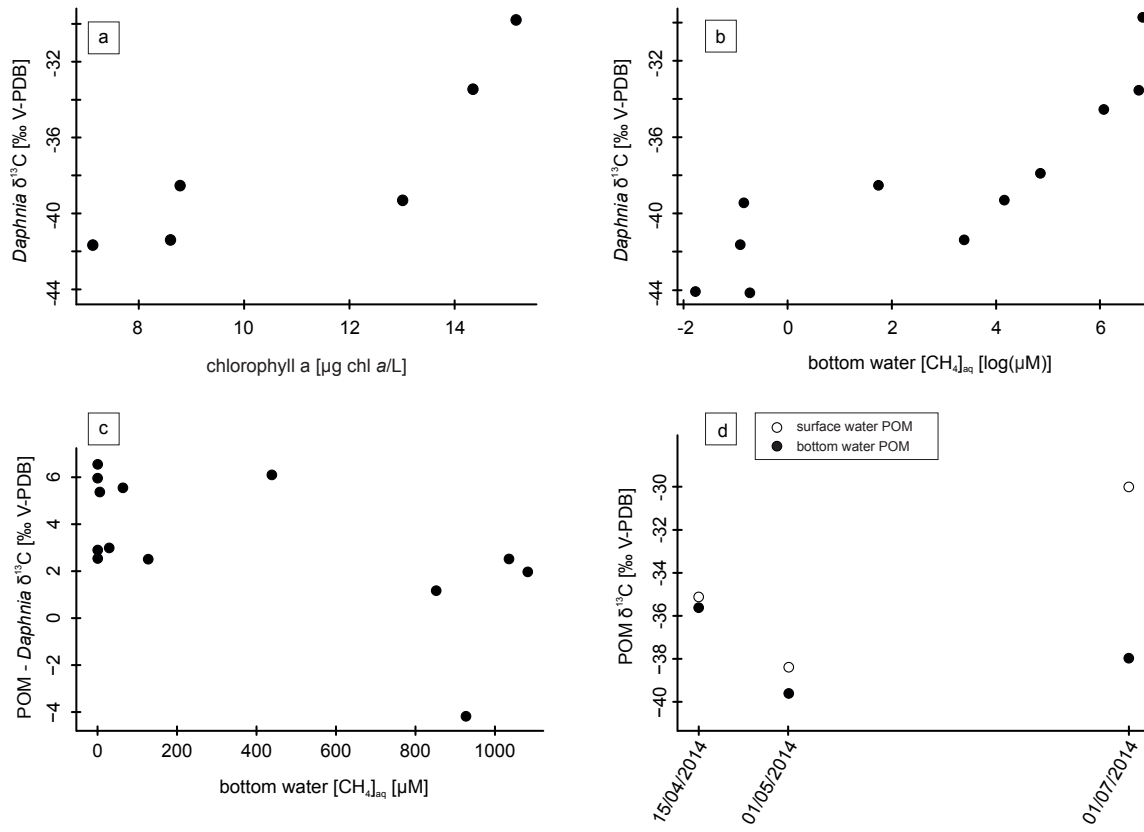 a
Daphnia δ¹³C [‰ V-PDB]
-32
-36
-40
-44
8
10
12
14
chlorophyll a [µg chl a/L]
b
Daphnia δ¹³C [‰ V-PDB]
-32
-36
-40
-44
-2
0
2
4
6
bottom water [CH₄]aq [log(µM)]
c
POM - Daphnia δ¹³C [‰ V-PDB]
6
4
2
0
-2
-4
0
200
400
600
800
1000
bottom water [CH₄]aq [µM]
d
surface water POM
bottom water POM
POM δ¹³C [‰ V-PDB]
-30
-32
-34
-36
-38
-40
15/04/2014
01/05/2014
01/07/2014